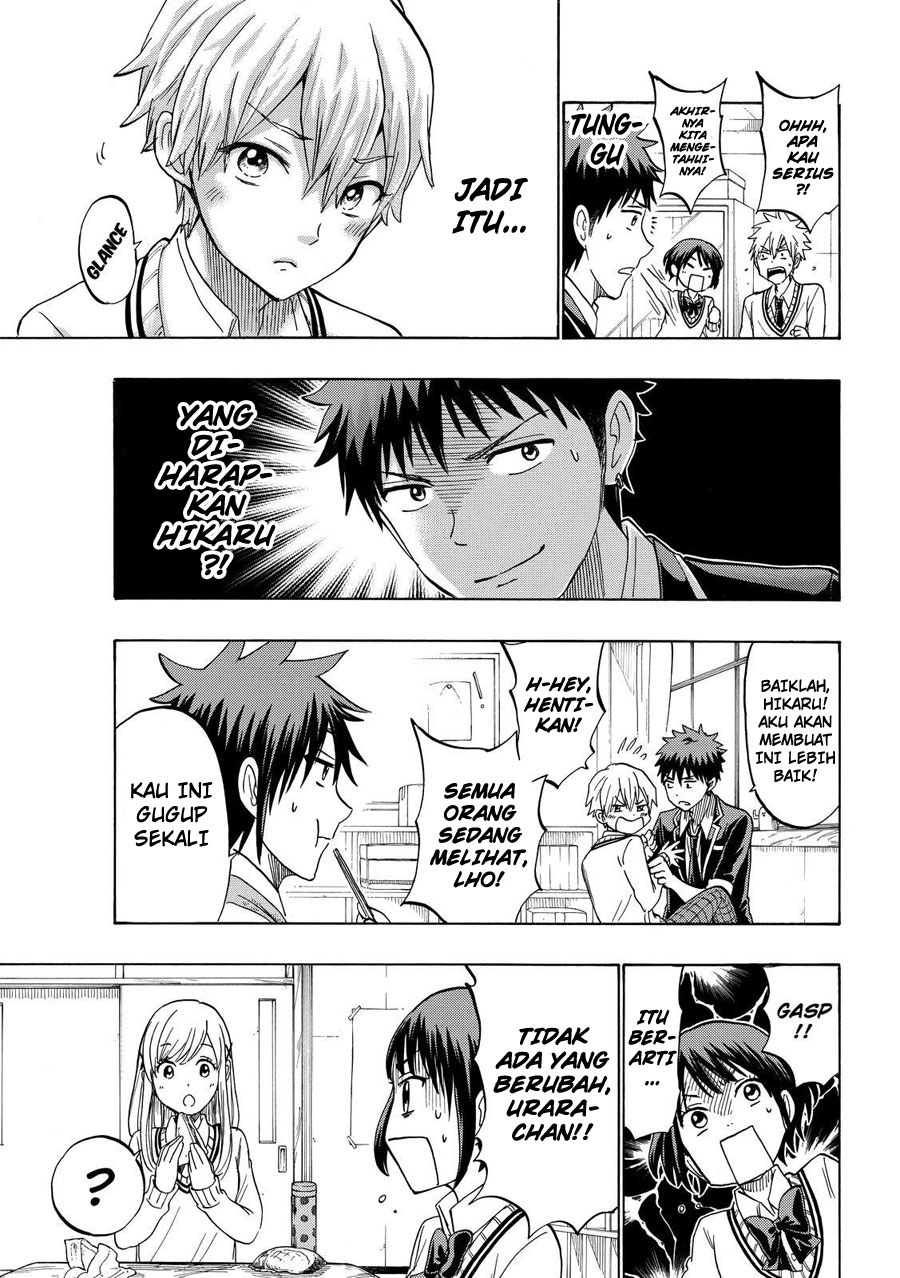 OHHH,
APA
KAU
SERIUS
?!
AKHIR-
NYA
KITA
MENGE-
TAHUI-
NYA!
TUNG-
GU
JADI
ITU...
GLANCE
YANG
DI-
HARAP-
KAN
HIKARU
?!
BAIKLAH,
HIKARU!
AKU AKAN
MEMBUAT
INI LEBIH
BAIK!
H-HEY,
HENTI-
KAN!
SEMUA
ORANG
SEDANG
MELIHAT,
LHO!
KAU INI
GUGUP
SEKALI
GASP
!!
ITU
BER-
ARTI
...
TIDAK
ADA YANG
BERUBAH,
URARA-
CHAN!!
?